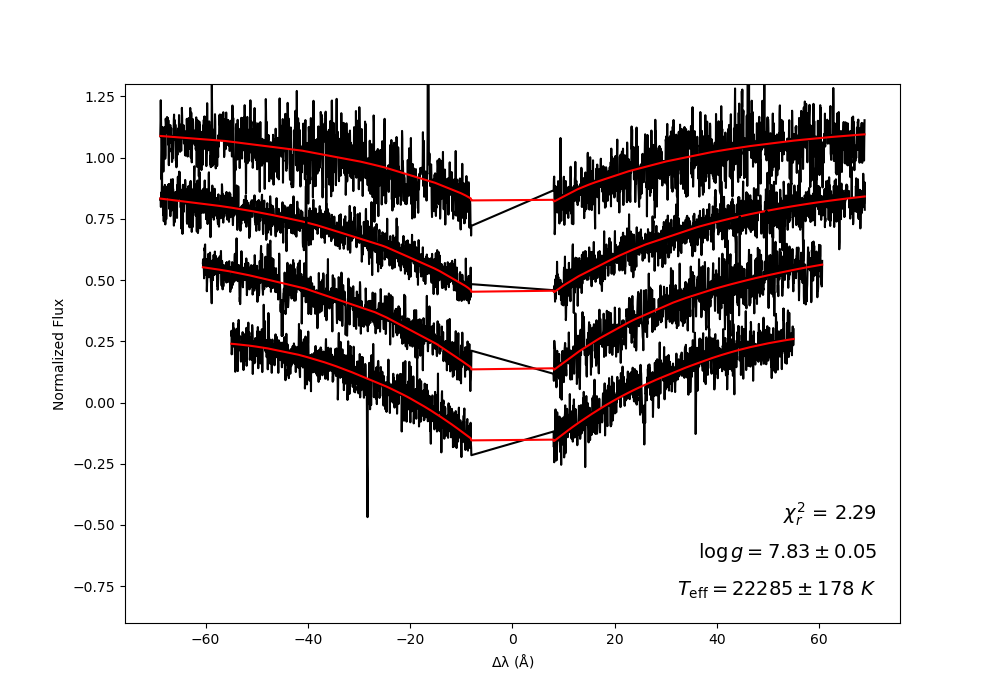 1.25
1.00
0.75
0.50
0.25
0.00
−0.25
−0.50
−0.75
Normalized Flux
χ²ᵣ = 2.29
log g = 7.83 ± 0.05
T_eff = 22285 ± 178 K
−60 −40 −20 0 20 40 60
Δλ (Å)